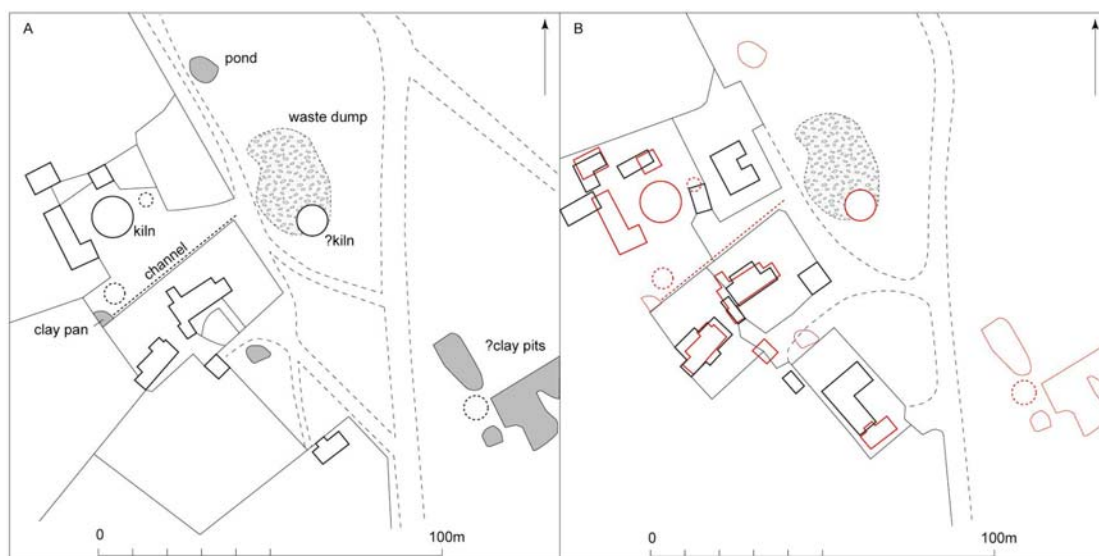 A
pond
waste dump
kiln
?kiln
channel
clay pan
?clay pits
0 100m
B
0 100m